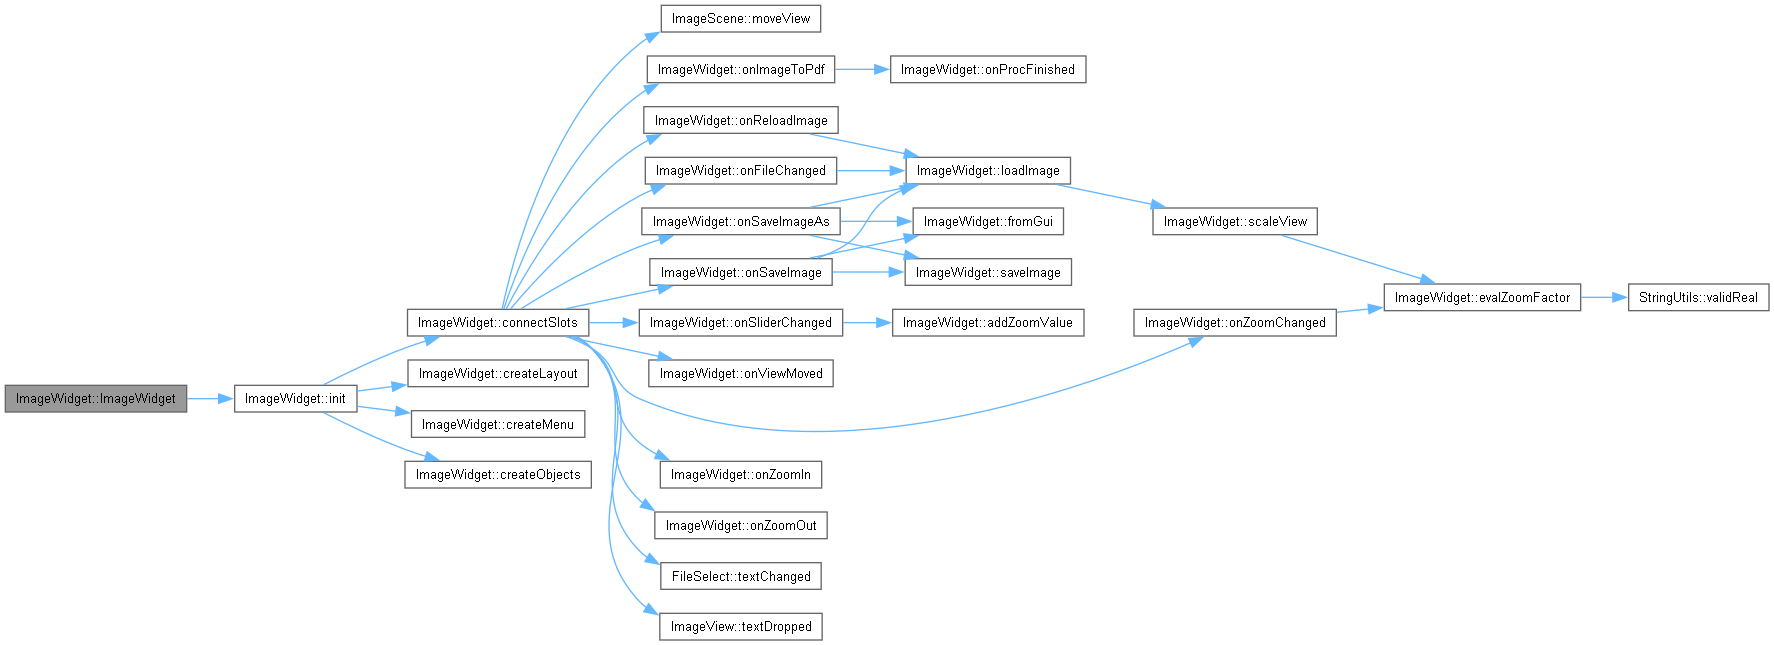 ImageScene::moveView
ImageWidget::onImageToPdf
ImageWidget::onProcFinished
ImageWidget::onReloadImage
ImageWidget::onFileChanged
ImageWidget::loadImage
ImageWidget::onSaveImageAs
ImageWidget::fromGui
ImageWidget::scaleView
ImageWidget::onSaveImage
ImageWidget::saveImage
ImageWidget::evalZoomFactor
StringUtils::validReal
ImageWidget::connectSlots
ImageWidget::onSliderChanged
ImageWidget::addZoomValue
ImageWidget::onZoomChanged
ImageWidget::createLayout
ImageWidget::onViewMoved
ImageWidget::ImageWidget
ImageWidget::init
ImageWidget::createMenu
ImageWidget::createObjects
ImageWidget::onZoomIn
ImageWidget::onZoomOut
FileSelect::textChanged
ImageView::textDropped